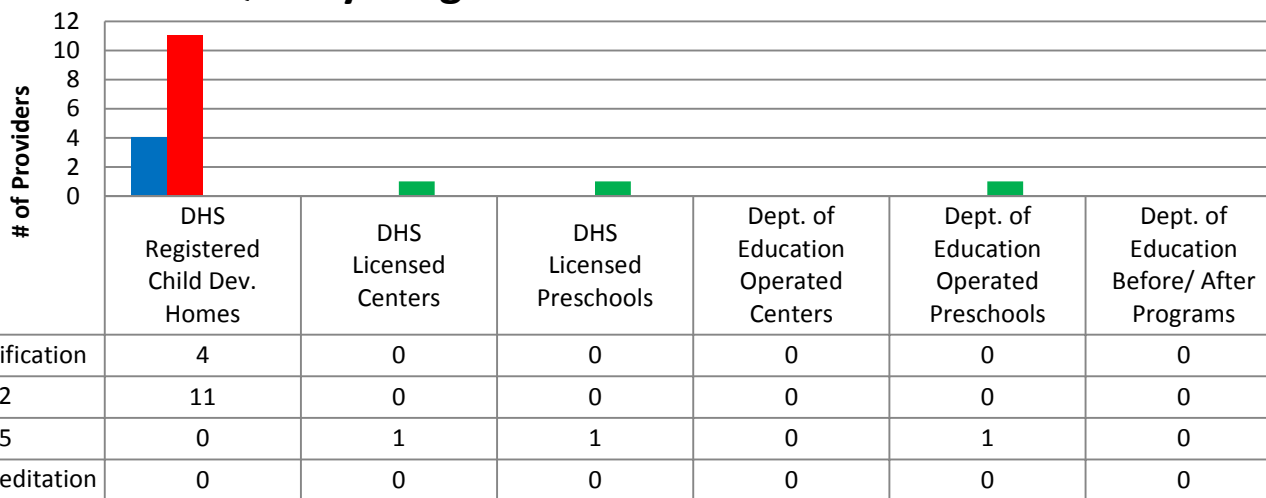 12
10
8
6
4
2
0
# of Providers
DHS
Registered
Child Dev.
Homes
DHS
Licensed
Centers
DHS
Licensed
Preschools
Dept. of
Education
Operated
Centers
Dept. of
Education
Operated
Preschools
Dept. of
Education
Before/ After
Programs
ification 4 0 0 0 0 0
2 11 0 0 0 0 0
5 0 1 1 0 1 0
editation 0 0 0 0 0 0